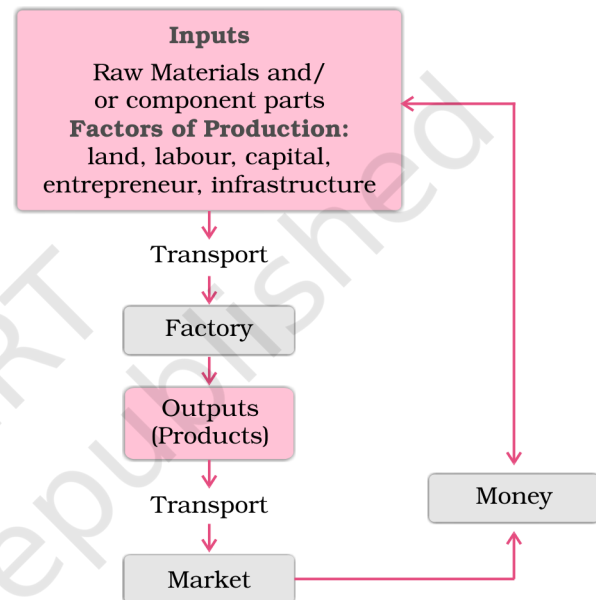 Inputs
Raw Materials and/
or component parts
Factors of Production:
land, labour, capital,
entrepreneur, infrastructure
Transport
Factory
Outputs
(Products)
Transport
Money
Market